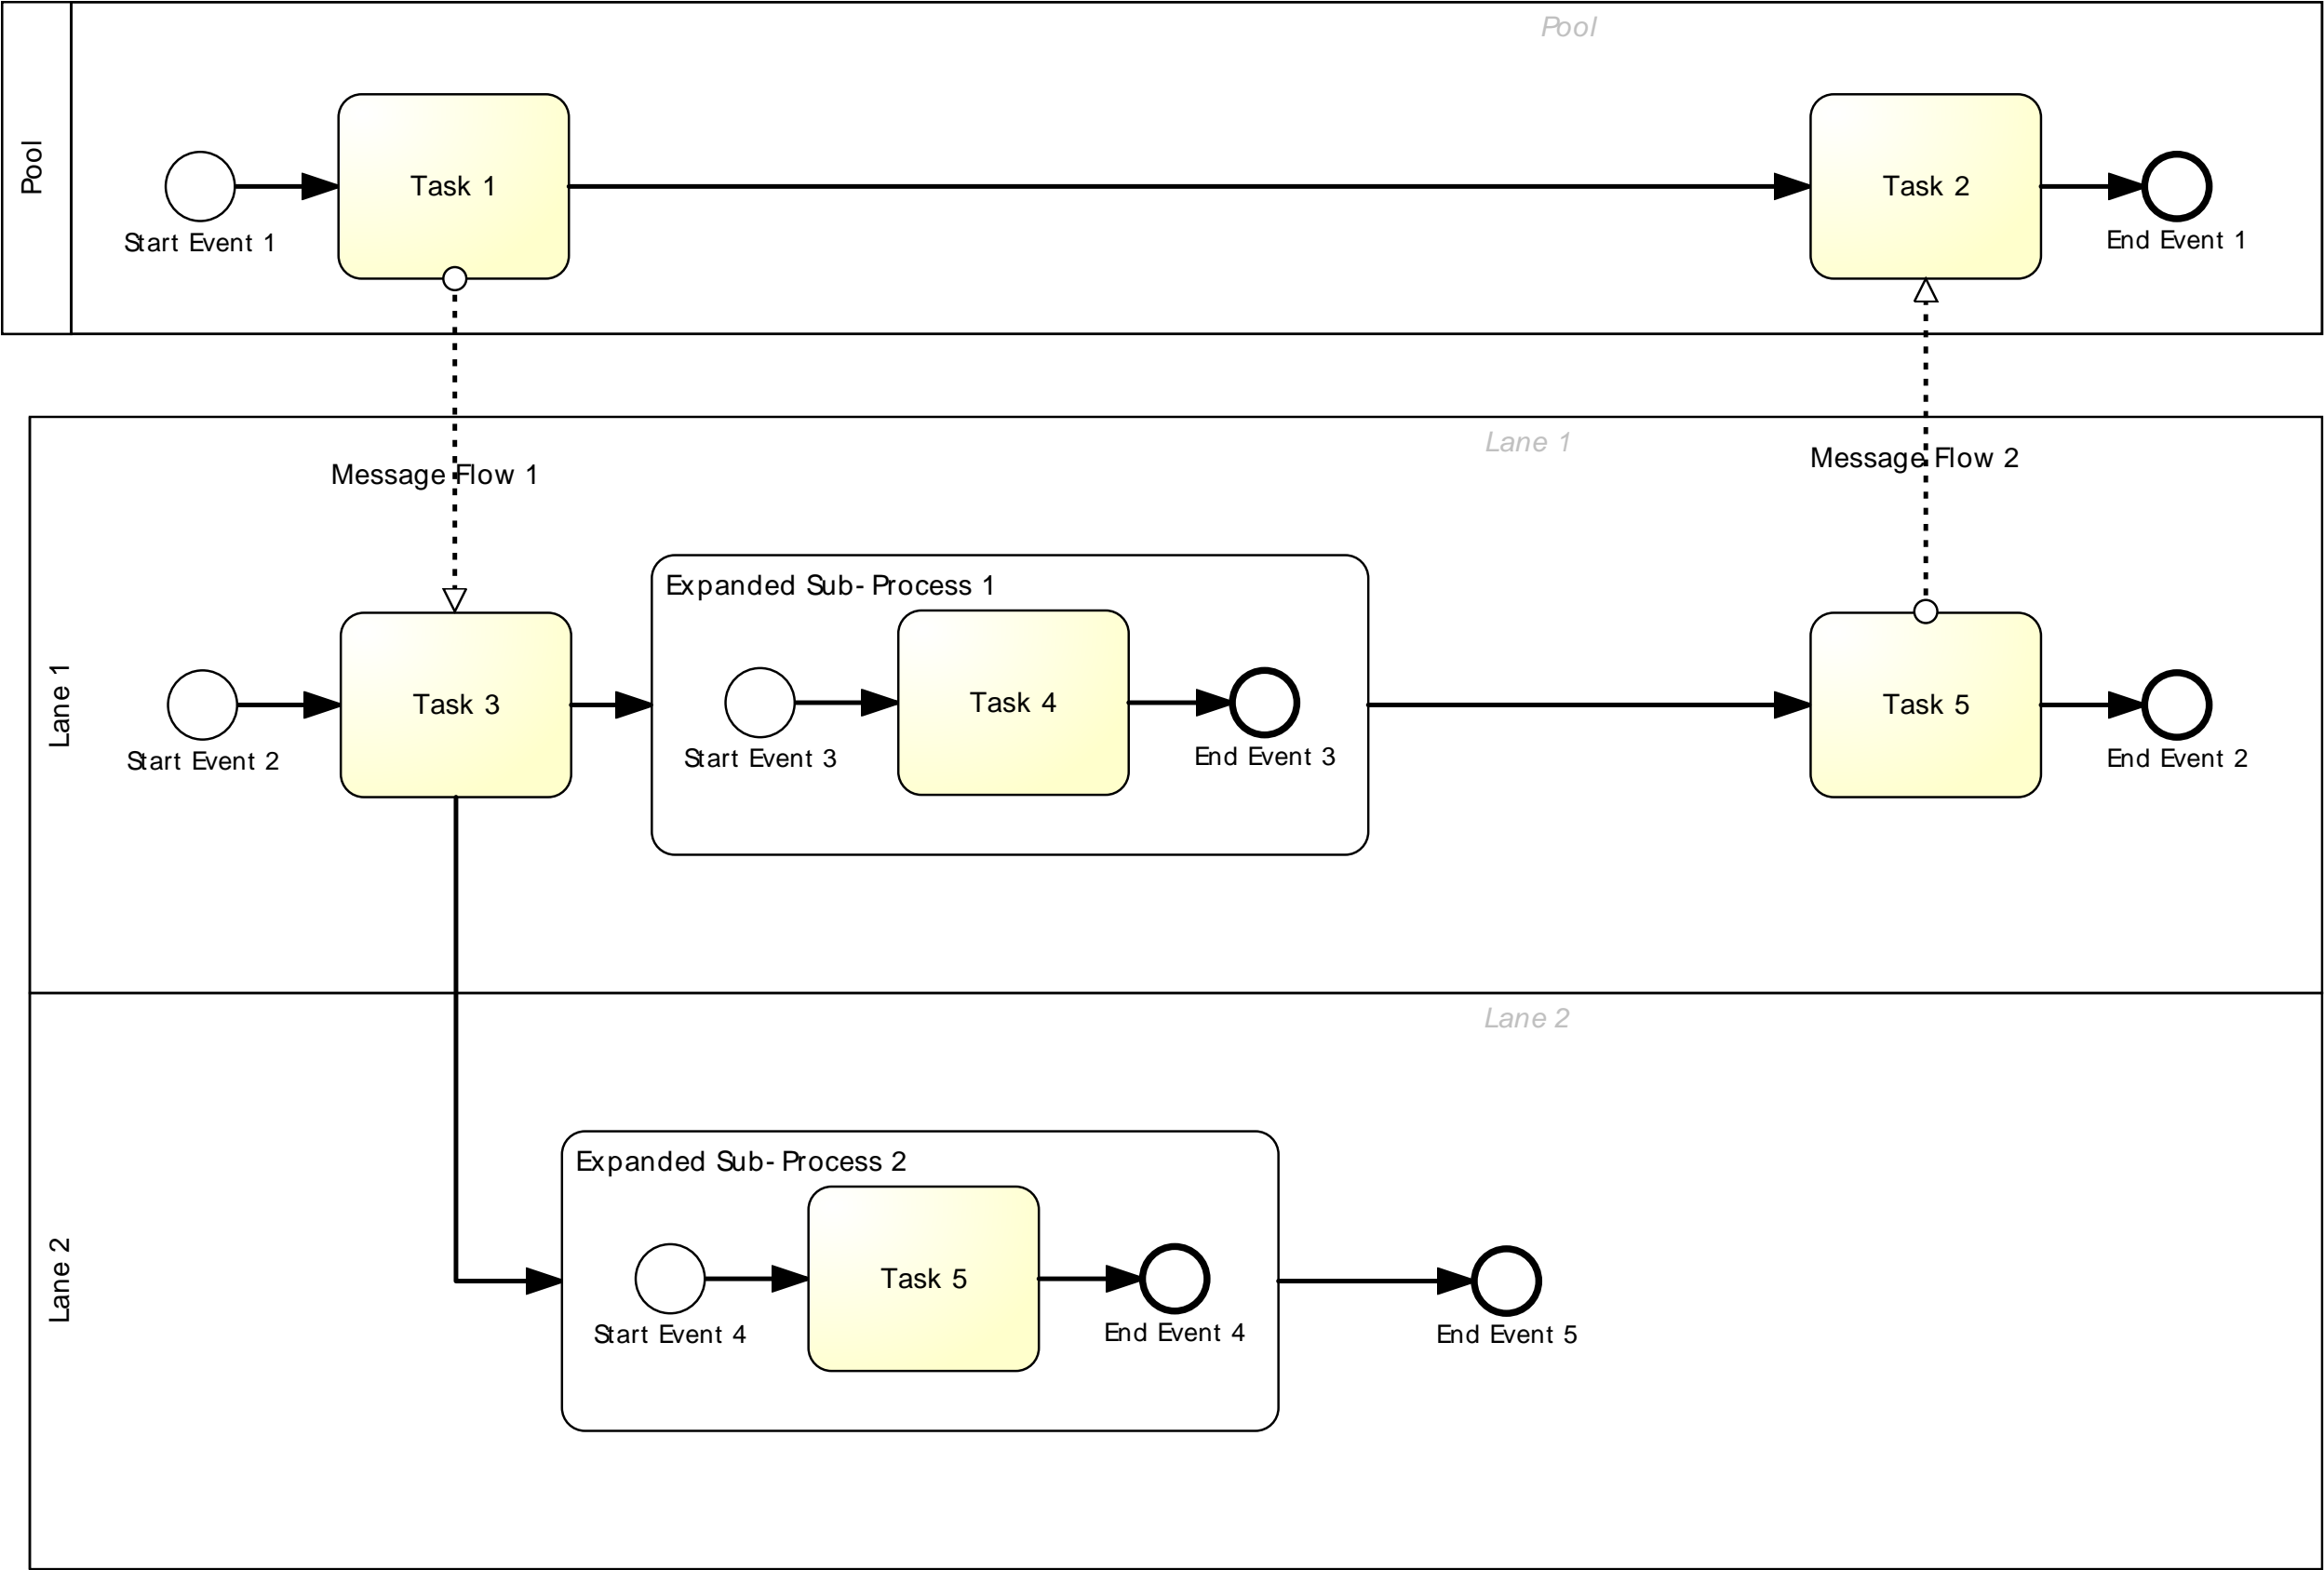 Pool
Pool
Task 1
Task 2
Start Event 1
End Event 1
Lane 1
Message Flow 1
Message Flow 2
Expanded Sub-Process 1
Lane 1
Task 3
Task 4
Task 5
Start Event 2
Start Event 3
End Event 3
End Event 2
Lane 2
Expanded Sub-Process 2
Lane 2
Task 5
Start Event 4
End Event 4
End Event 5